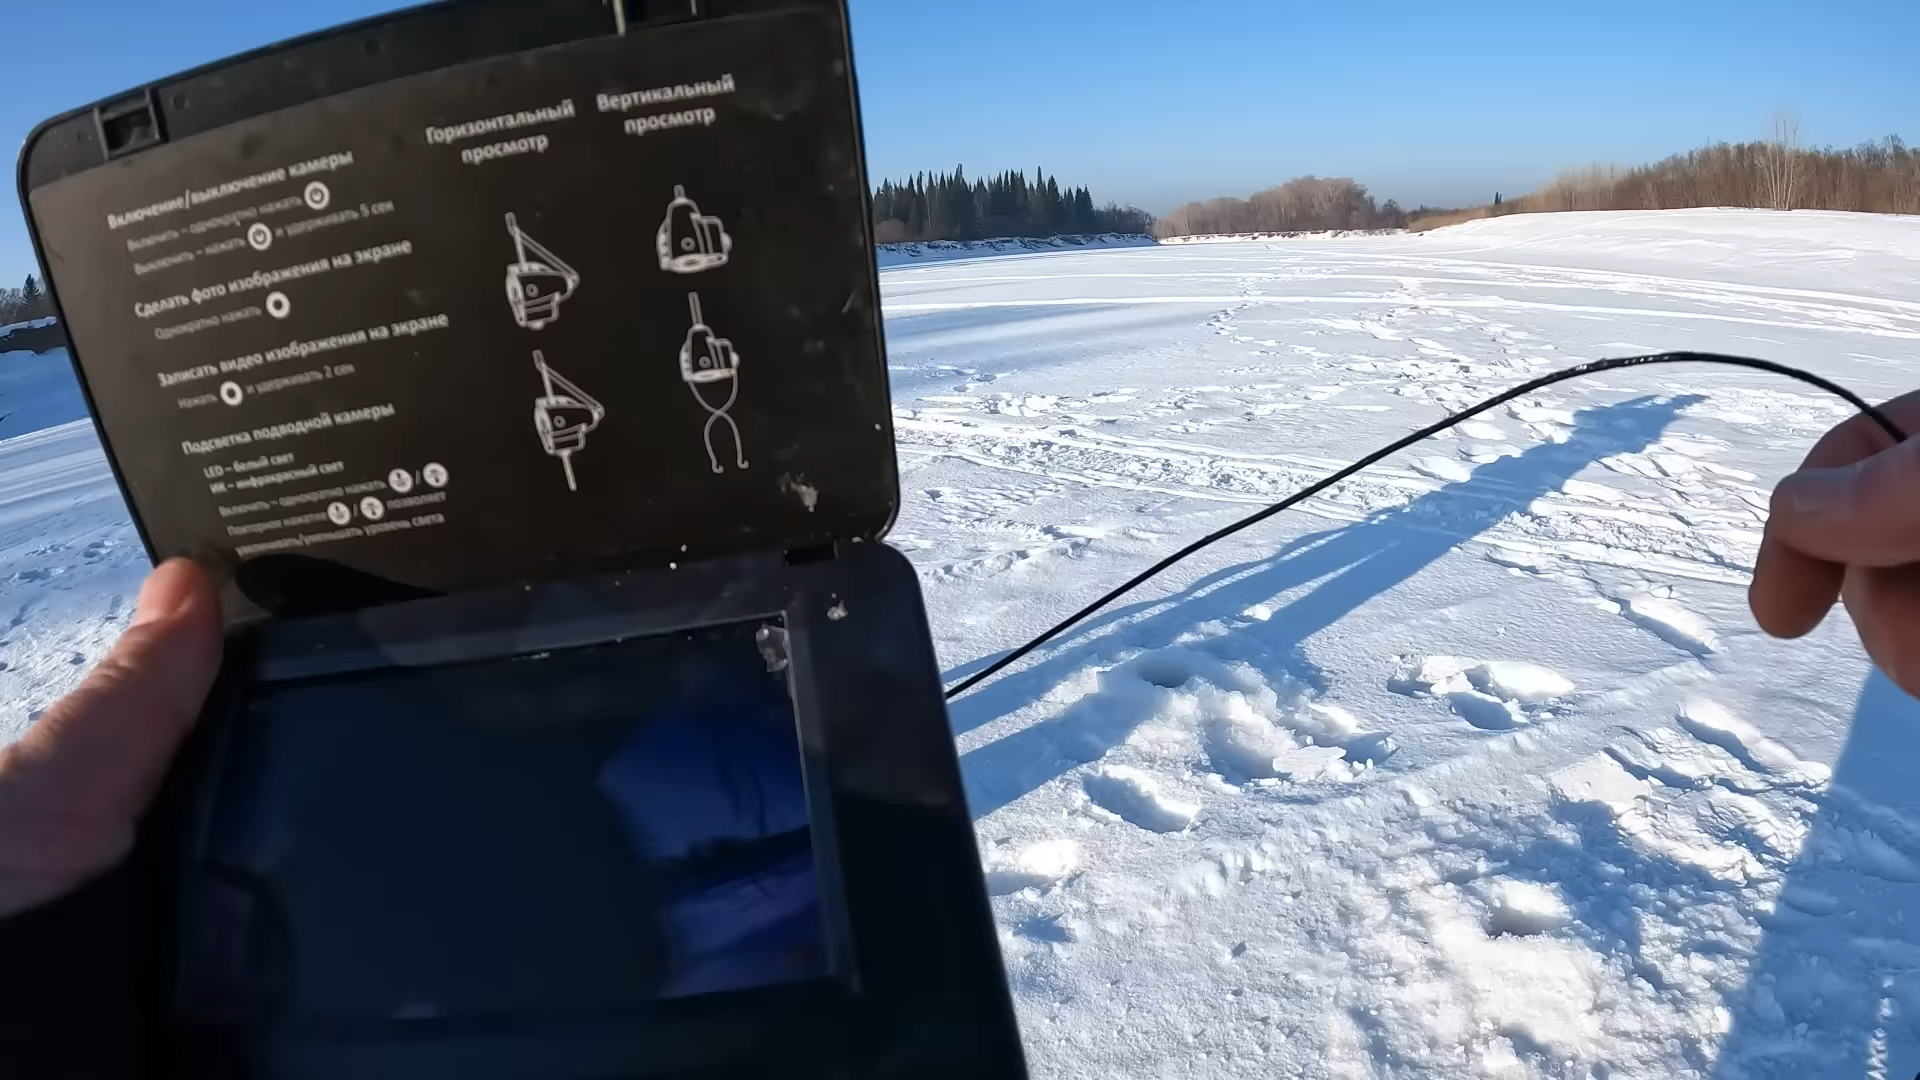 Включение/выключение камеры
Включить – однократно нажать
Выключить – нажать и удерживать 5 сек
Сделать фото изображения на экране
Однократно нажать
Записать видео изображения на экране
Нажать и удерживать 2 сек
Подсветка подводной камеры
LED – белый свет
ИК – инфракрасный свет
Включить – однократно нажать /
Повторное нажатие / позволяет
увеличивать/уменьшать уровень света
Горизонтальный
просмотр
Вертикальный
просмотр